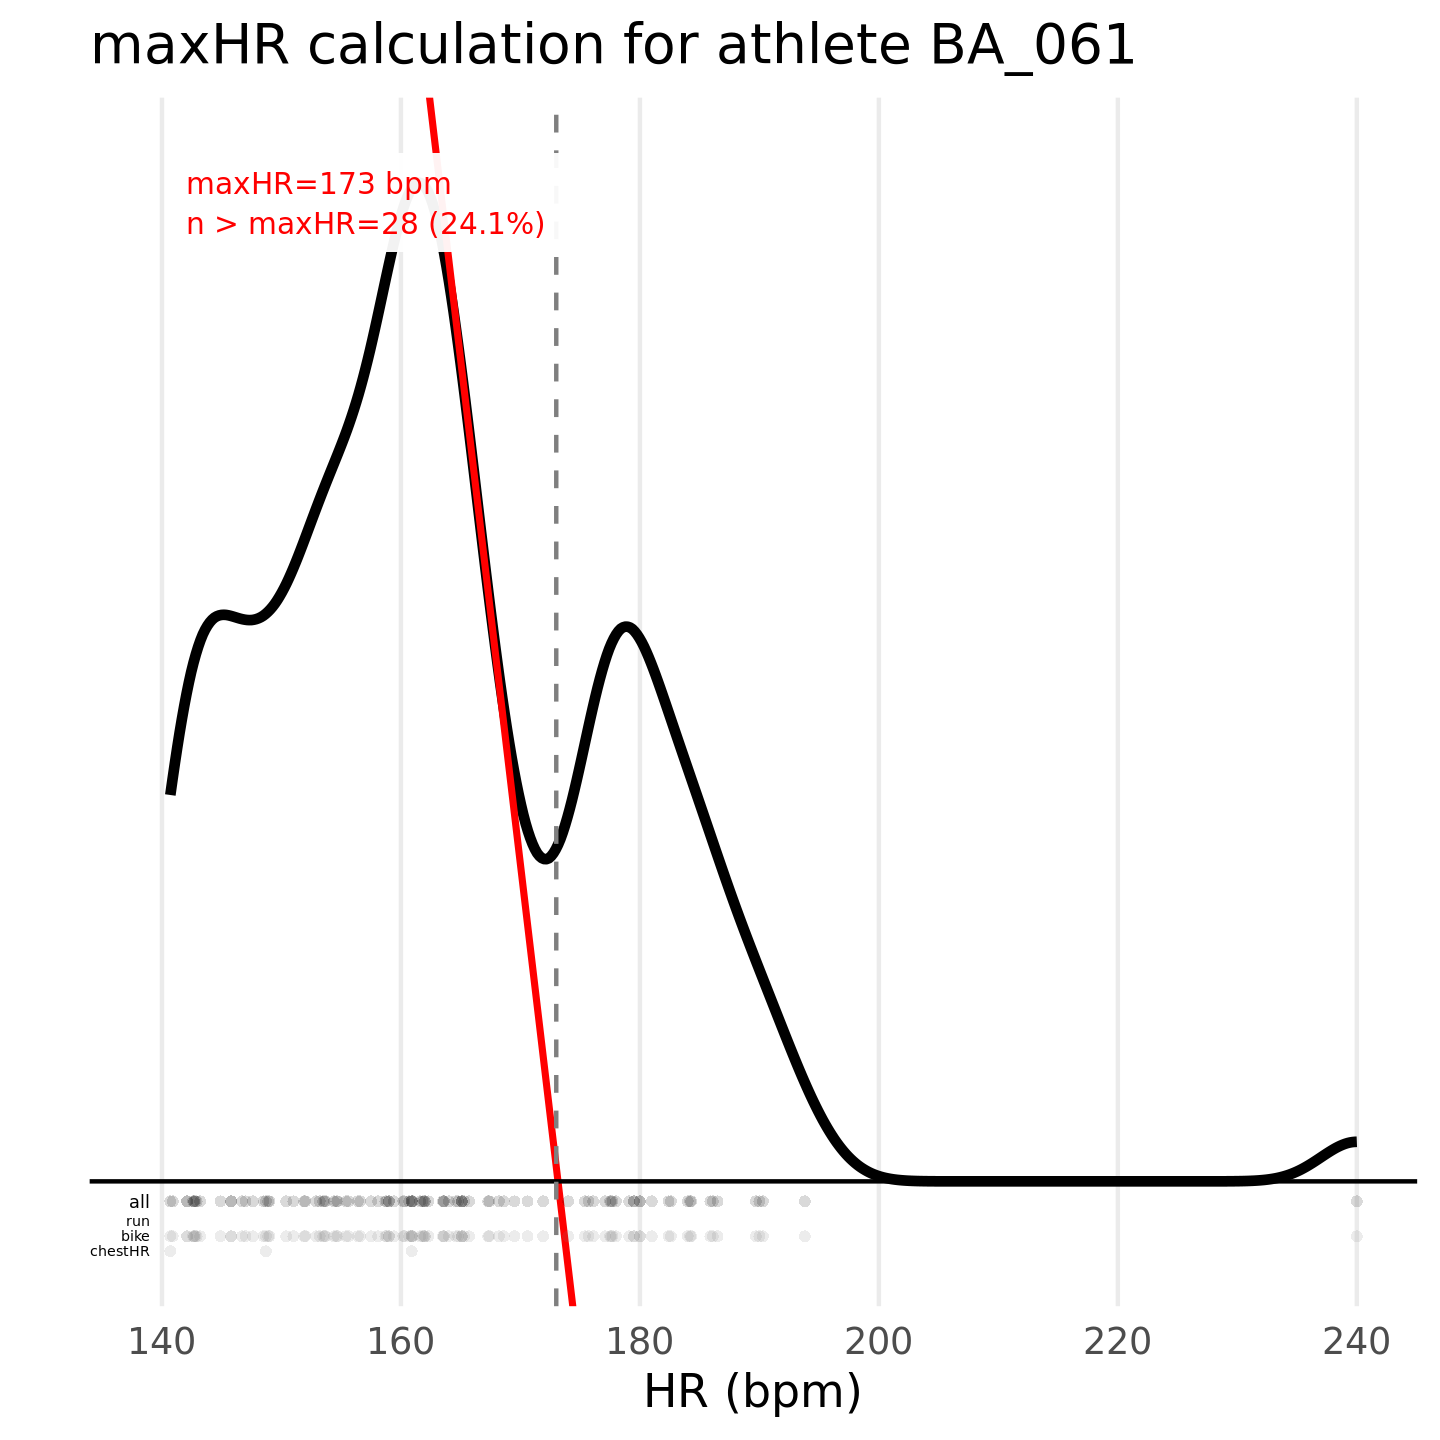 maxHR calculation for athlete BA_061
maxHR=173 bpm
n > maxHR=28 (24.1%)
all
run
bike
chestHR
140 160 180 200 220 240
HR (bpm)